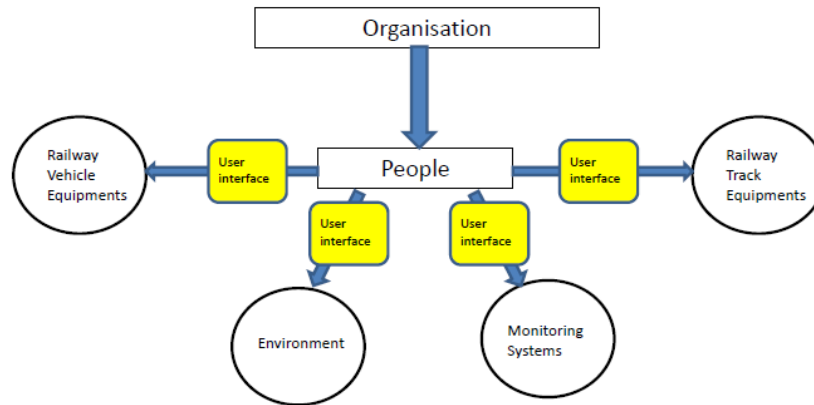 Organisation
Railway
Vehicle
Equipments
User
interface
People
User
interface
Railway
Track
Equipments
User
interface
User
interface
Environment
Monitoring
Systems